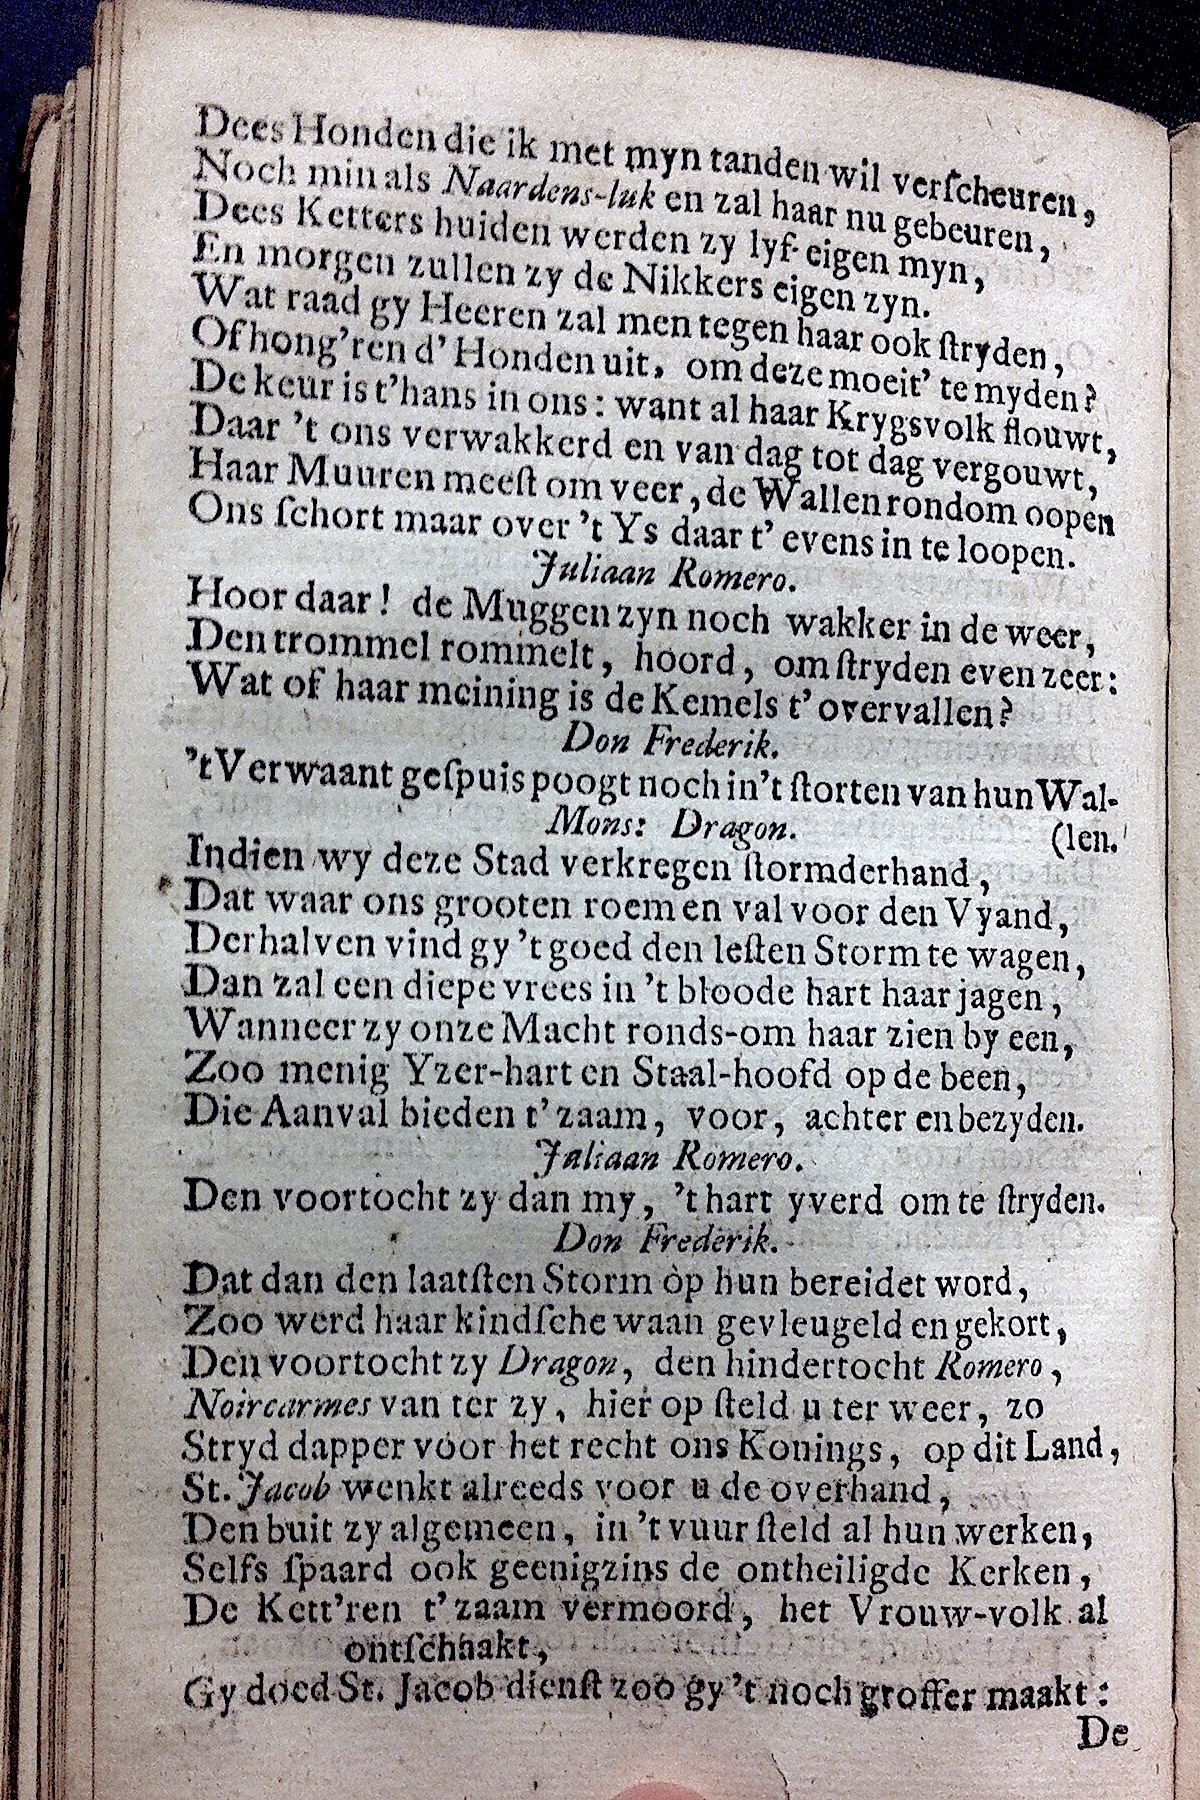 Dees Honden die ik met myn tanden wil verſcheuren,
Noch min als Naardens-luk en zal haar nu gebeuren,
Dees Ketters huiden werden zy lyf-eigen myn,
En morgen zullen zy de Nikkers eigen zyn.
Wat raad gy Heeren zal men tegen haar ook ſtryden,
Of hong'ren d' Honden uit, om deze moeit' te myden?
De keur is t'hans in ons: want al haar Krygsvolk flouwt,
Daar 't ons verwakkerd en van dag tot dag vergouwt,
Haar Muuren meeſt om veer, de Wallen rondom oopen
Ons ſchort maar over 't Ys daar t' evens in te loopen.
Juliaan Romero.
Hoor daar! de Muggen zyn noch wakker in de weer,
Den trommel rommelt, hoord, om ſtryden even zeer:
Wat of haar meining is de Kemels t' overvallen?
Don Frederik.
't Verwaant geſpuis poogt noch in 't ſtorten van hun Wal-
Mons: Dragon. (len.
Indien wy deze Stad verkregen ſtormderhand,
Dat waar ons grooten roem en val voor den Vyand,
Derhalven vind gy 't goed den leſten Storm te wagen,
Dan zal een diepe vrees in 't bloode hart haar jagen,
Wanneer zy onze Macht ronds-om haar zien by een,
Zoo menig Yzer-hart en Staal-hoofd op de been,
Die Aanval bieden t' zaam, voor, achter en bezyden.
Juliaan Romero.
Den voortocht zy dan my, 't hart yverd om te ſtryden.
Don Frederik.
Dat dan den laatſten Storm op hun bereidet word,
Zoo werd haar kindſche waan gevleugeld en gekort,
Den voortocht zy Dragon, den hindertocht Romero,
Noircarmes van ter zy, hier op ſteld u ter weer, zo
Stryd dapper voor het recht ons Konings, op dit Land,
St. Jacob wenkt alreeds voor u de overhand,
Den buit zy algemeen, in 't vuur ſteld al hun werken,
Selfs ſpaard ook geenigzins de ontheiligde Kerken,
De Kett'ren t' zaam vermoord, het Vrouw-volk al
ontſchaakt,
Gy doed St. Jacob dienſt zoo gy 't noch groffer maakt:
De